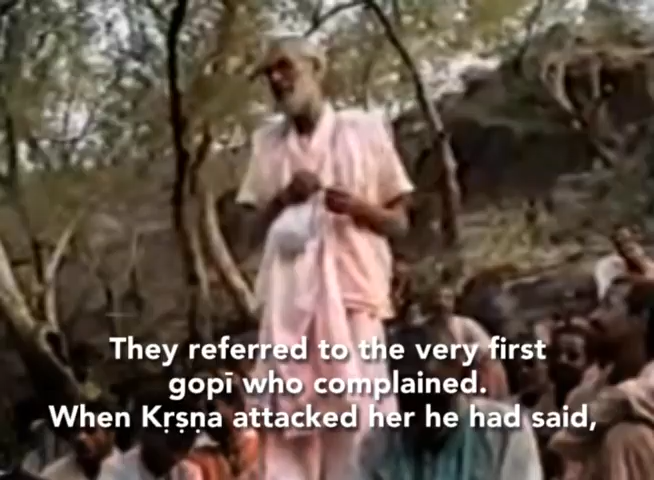 They referred to the very first
gopī who complained.
When Kṛṣṇa attacked her he had said,